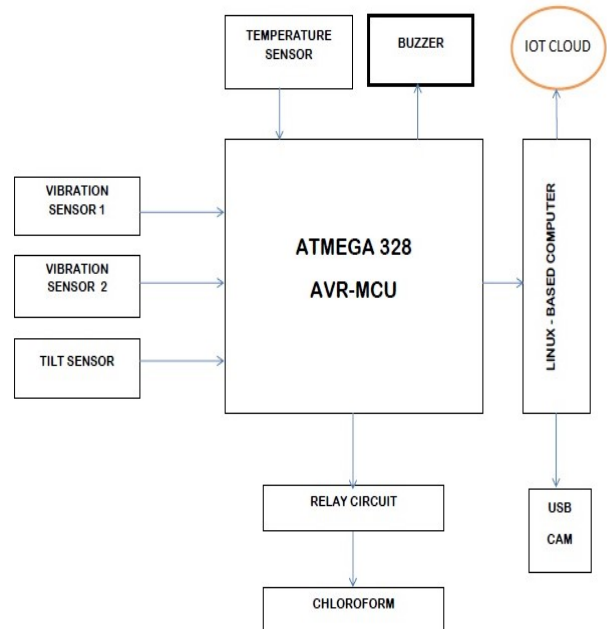 TEMPERATURE
SENSOR
BUZZER
IOT CLOUD
VIBRATION
SENSOR 1
VIBRATION
SENSOR 2
TILT SENSOR
ATMEGA 328
AVR-MCU
LINUX - BASED COMPUTER
RELAY CIRCUIT
USB
CAM
CHLOROFORM